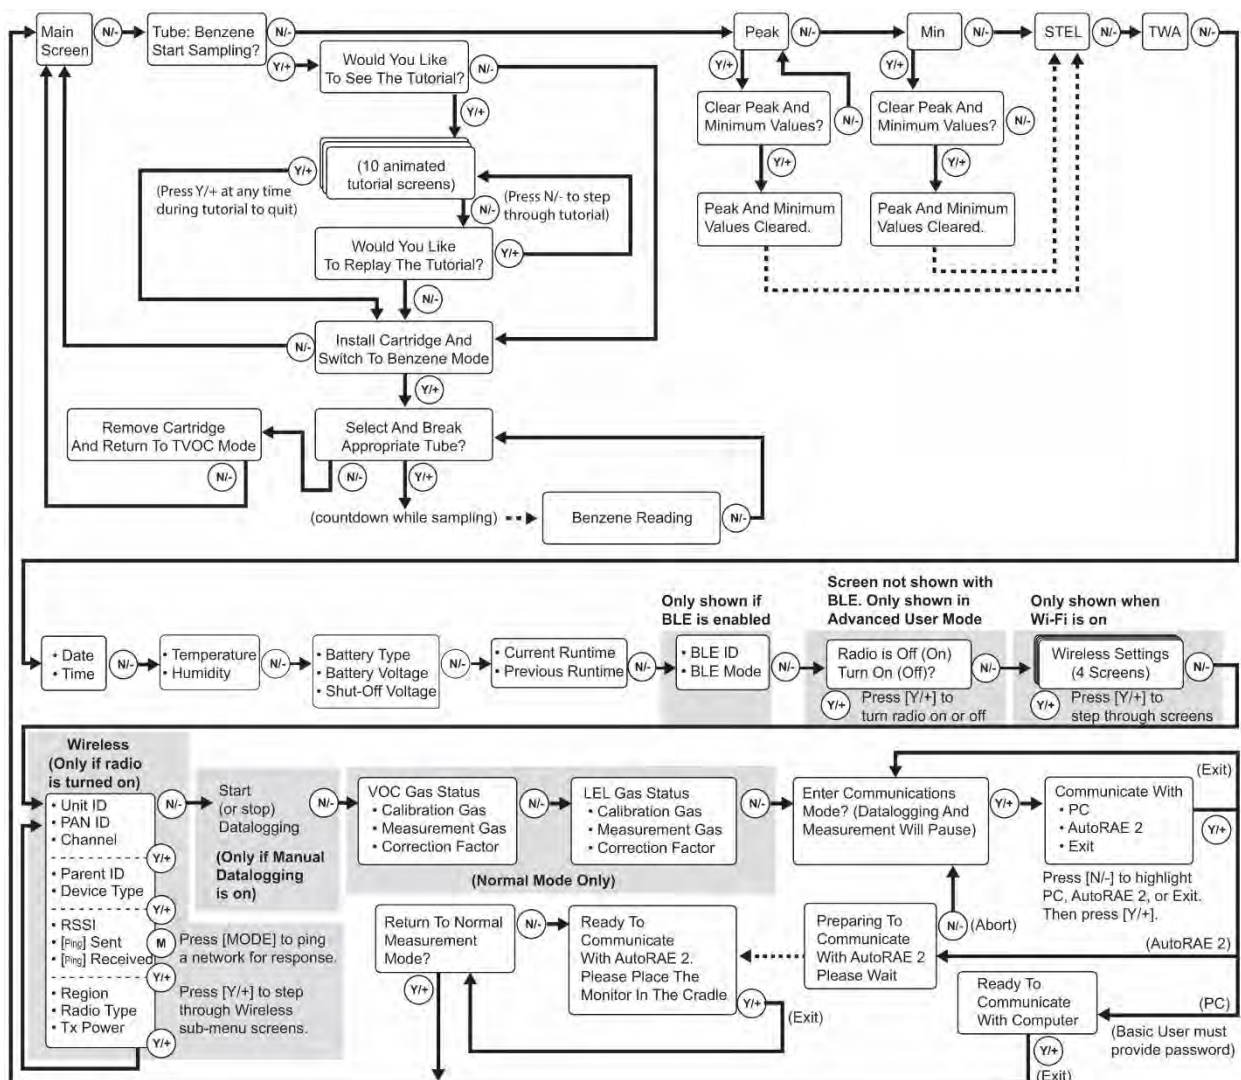 Main
Screen
N/-
Tube: Benzene
Start Sampling?
N/-
Peak
N/-
Min
N/-
STEL
N/-
TWA
N/-
Y/+
Would You Like
To See The Tutorial?
N/-
Y/+
Y/+
Y/+
Clear Peak And
Minimum Values?
N/-
Clear Peak And
Minimum Values?
N/-
Y/+
(10 animated
tutorial screens)
Y/+
Y/+
(Press Y/+ at any time
during tutorial to quit)
N/-
(Press N/- to step
through tutorial)
Peak And Minimum
Values Cleared.
Peak And Minimum
Values Cleared.
Would You Like
To Replay The Tutorial?
Y/+
N/-
N/-
Install Cartridge And
Switch To Benzene Mode
Y/+
Remove Cartridge
And Return To TVOC Mode
Select And Break
Appropriate Tube?
N/-
N/-
Y/+
(countdown while sampling)
Benzene Reading
N/-
Only shown if
BLE is enabled
Screen not shown with
BLE. Only shown in
Advanced User Mode
Only shown when
Wi-Fi is on
• Date
• Time
N/-
• Temperature
• Humidity
N/-
• Battery Type
• Battery Voltage
• Shut-Off Voltage
N/-
• Current Runtime
• Previous Runtime
N/-
• BLE ID
• BLE Mode
N/-
Radio is Off (On)
Turn On (Off)?
N/-
Y/+
Press [Y/+] to
turn radio on or off
Wireless Settings
(4 Screens)
N/-
Y/+
Press [Y/+] to
step through screens
Wireless
(Only if radio
is turned on)
• Unit ID
• PAN ID
• Channel
N/-
Y/+
• Parent ID
• Device Type
Y/+
• RSSI
• [Ping] Sent
• [Ping] Received
M
Press [MODE] to ping
a network for response.
Y/+
• Region
• Radio Type
• Tx Power
Press [Y/+] to step
through Wireless
sub-menu screens.
Y/+
Start
(or stop)
Datalogging
(Only if Manual
Datalogging
is on)
N/-
VOC Gas Status
• Calibration Gas
• Measurement Gas
• Correction Factor
N/-
LEL Gas Status
• Calibration Gas
• Measurement Gas
• Correction Factor
N/-
(Normal Mode Only)
Enter Communications
Mode? (Datalogging And
Measurement Will Pause)
Y/+
Communicate With
• PC
• AutoRAE 2
• Exit
(Exit)
Y/+
Press [N/-] to highlight
PC, AutoRAE 2, or Exit.
Then press [Y/+].
Return To Normal
Measurement
Mode?
N/-
Y/+
Ready To
Communicate
With AutoRAE 2.
Please Place The
Monitor In The Cradle
Y/+
(Exit)
Preparing To
Communicate
With AutoRAE 2
Please Wait
N/-
(Abort)
(AutoRAE 2)
Ready To
Communicate
With Computer
(PC)
(Basic User must
provide password)
Y/+
(Exit)